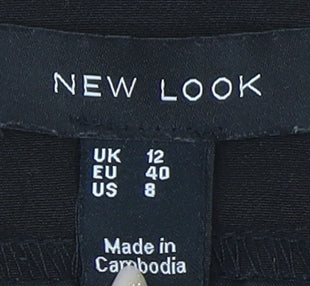 NEW LOOK
UK 12
EU 40
US 8
Made in
Cambodia